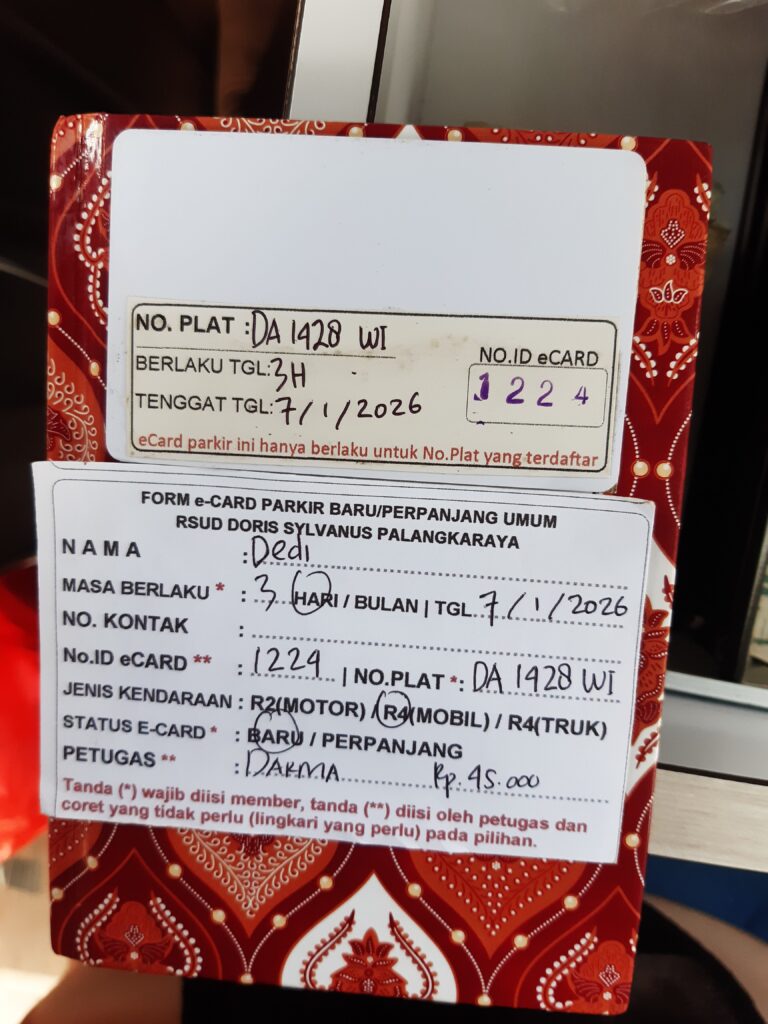 NO. PLAT : DA 1428 WI
BERLAKU TGL: 3H
NO.ID eCARD
1224
TENGGAT TGL: 7/1/2026
eCard parkir ini hanya berlaku untuk No.Plat yang terdaftar
FORM e-CARD PARKIR BARU/PERPANJANG UMUM
RSUD DORIS SYLVANUS PALANGKARAYA
NAMA : Dedi
MASA BERLAKU * : 3 HARI / BULAN | TGL. 7/1/2026
NO. KONTAK :
No.ID eCARD ** : 1224 | NO.PLAT *: DA 1428 WI
JENIS KENDARAAN : R2(MOTOR) / R4(MOBIL) / R4(TRUK)
STATUS E-CARD * : BARU / PERPANJANG
PETUGAS ** : DARMA Rp. 45.000
Tanda (*) wajib diisi member, tanda (**) diisi oleh petugas dan
coret yang tidak perlu (lingkari yang perlu) pada pilihan.